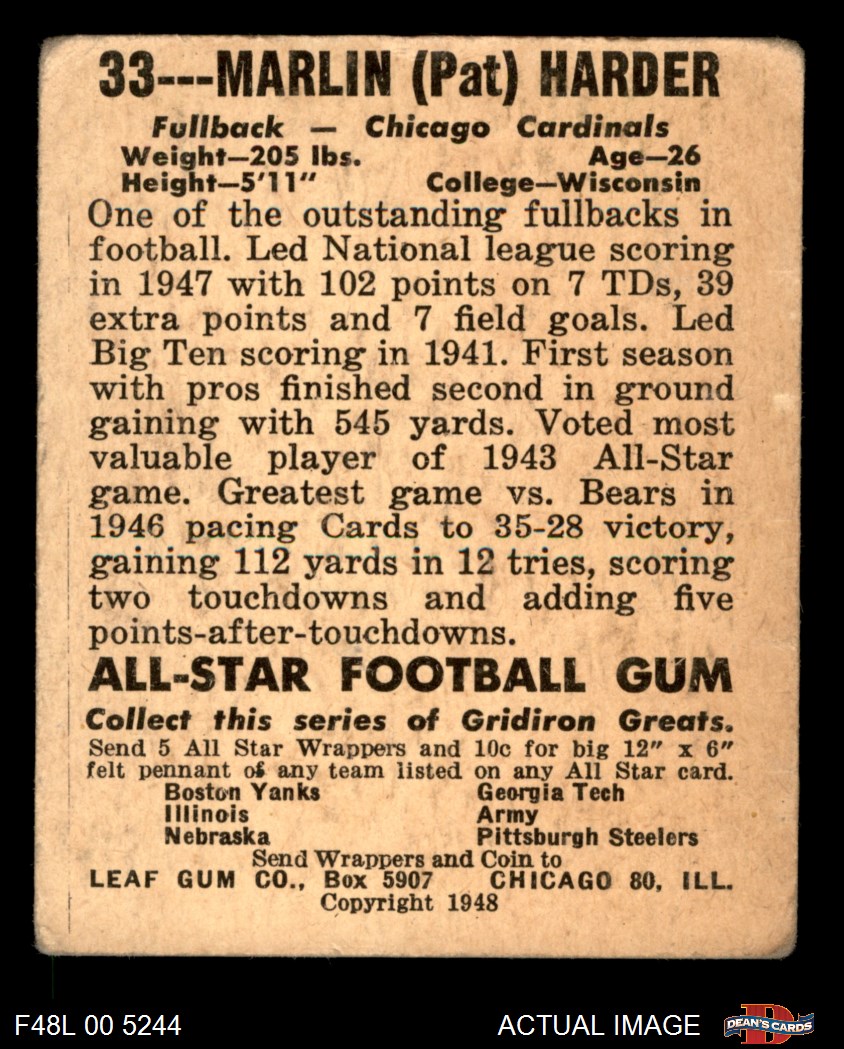 33---MARLIN (Pat) HARDER
Fullback — Chicago Cardinals
Weight—205 lbs. Age—26
Height—5'11" College—Wisconsin
One of the outstanding fullbacks in
football. Led National league scoring
in 1947 with 102 points on 7 TDs, 39
extra points and 7 field goals. Led
Big Ten scoring in 1941. First season
with pros finished second in ground
gaining with 545 yards. Voted most
valuable player of 1943 All-Star
game. Greatest game vs. Bears in
1946 pacing Cards to 35-28 victory,
gaining 112 yards in 12 tries, scoring
two touchdowns and adding five
points-after-touchdowns.
ALL-STAR FOOTBALL GUM
Collect this series of Gridiron Greats.
Send 5 All Star Wrappers and 10c for big 12" x 6"
felt pennant of any team listed on any All Star card.
Boston Yanks Georgia Tech
Illinois Army
Nebraska Pittsburgh Steelers
Send Wrappers and Coin to
LEAF GUM CO., Box 5907 CHICAGO 80, ILL.
Copyright 1948
F48L 00 5244 ACTUAL IMAGE D DEAN'S CARDS